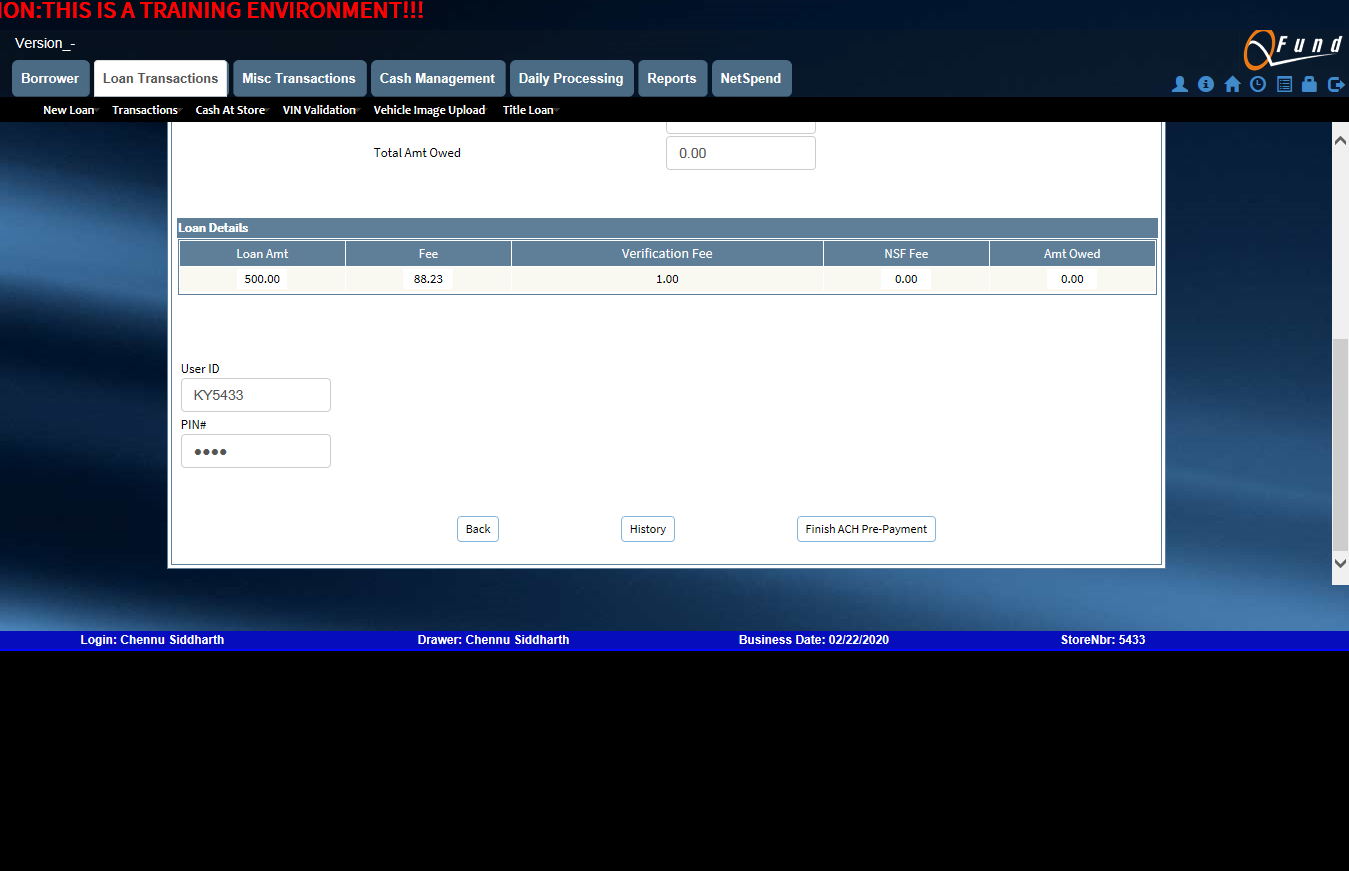 ION:THIS IS A TRAINING ENVIRONMENT!!!
Version_-
Fund
Borrower Loan Transactions Misc Transactions Cash Management Daily Processing Reports NetSpend
New Loan Transactions Cash At Store VIN Validation Vehicle Image Upload Title Loan
Total Amt Owed 0.00
Loan Details
Loan Amt Fee Verification Fee NSF Fee Amt Owed
500.00 88.23 1.00 0.00 0.00
User ID
KY5433
PIN#
••••
Back History Finish ACH Pre-Payment
Login: Chennu Siddharth Drawer: Chennu Siddharth Business Date: 02/22/2020 StoreNbr: 5433